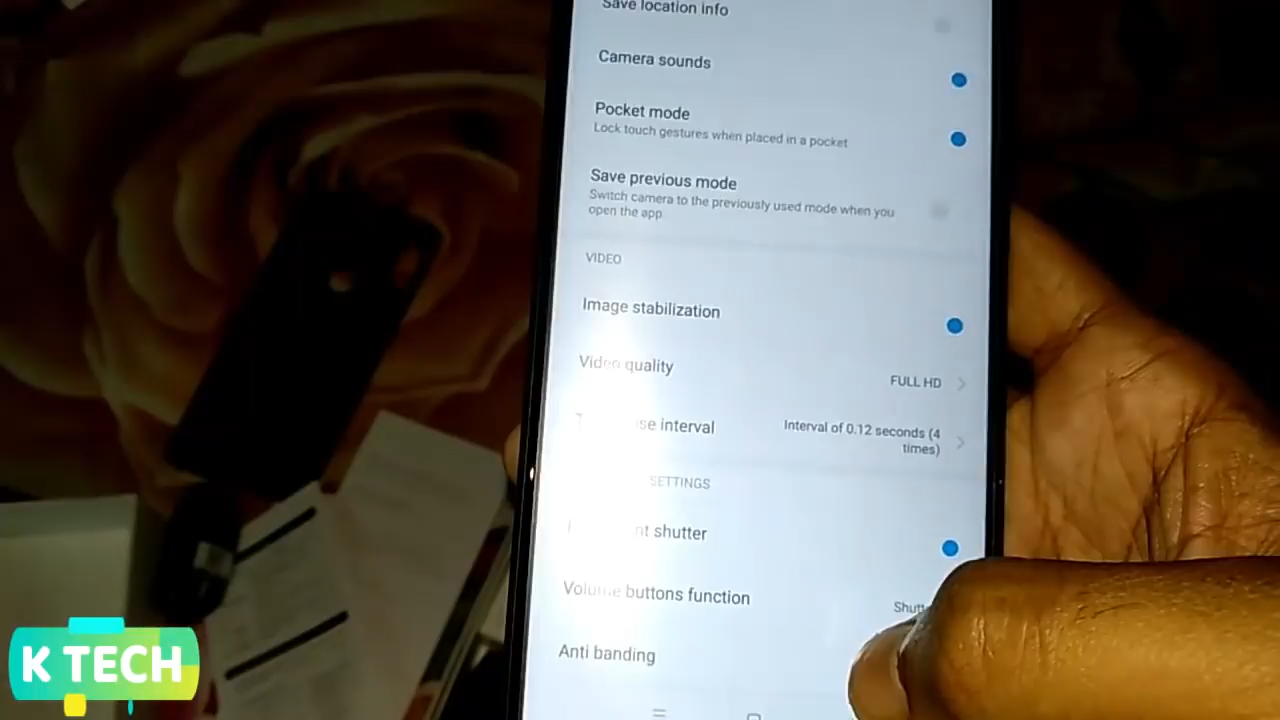 Save location info
Camera sounds
Pocket mode
Lock touch gestures when placed in a pocket
Save previous mode
Switch camera to the previously used mode when you
open the app
VIDEO
Image stabilization
Video quality
FULL HD
interval
Interval of 0.12 seconds (4
times)
SETTINGS
shutter
Volume buttons function
Anti banding
K TECH